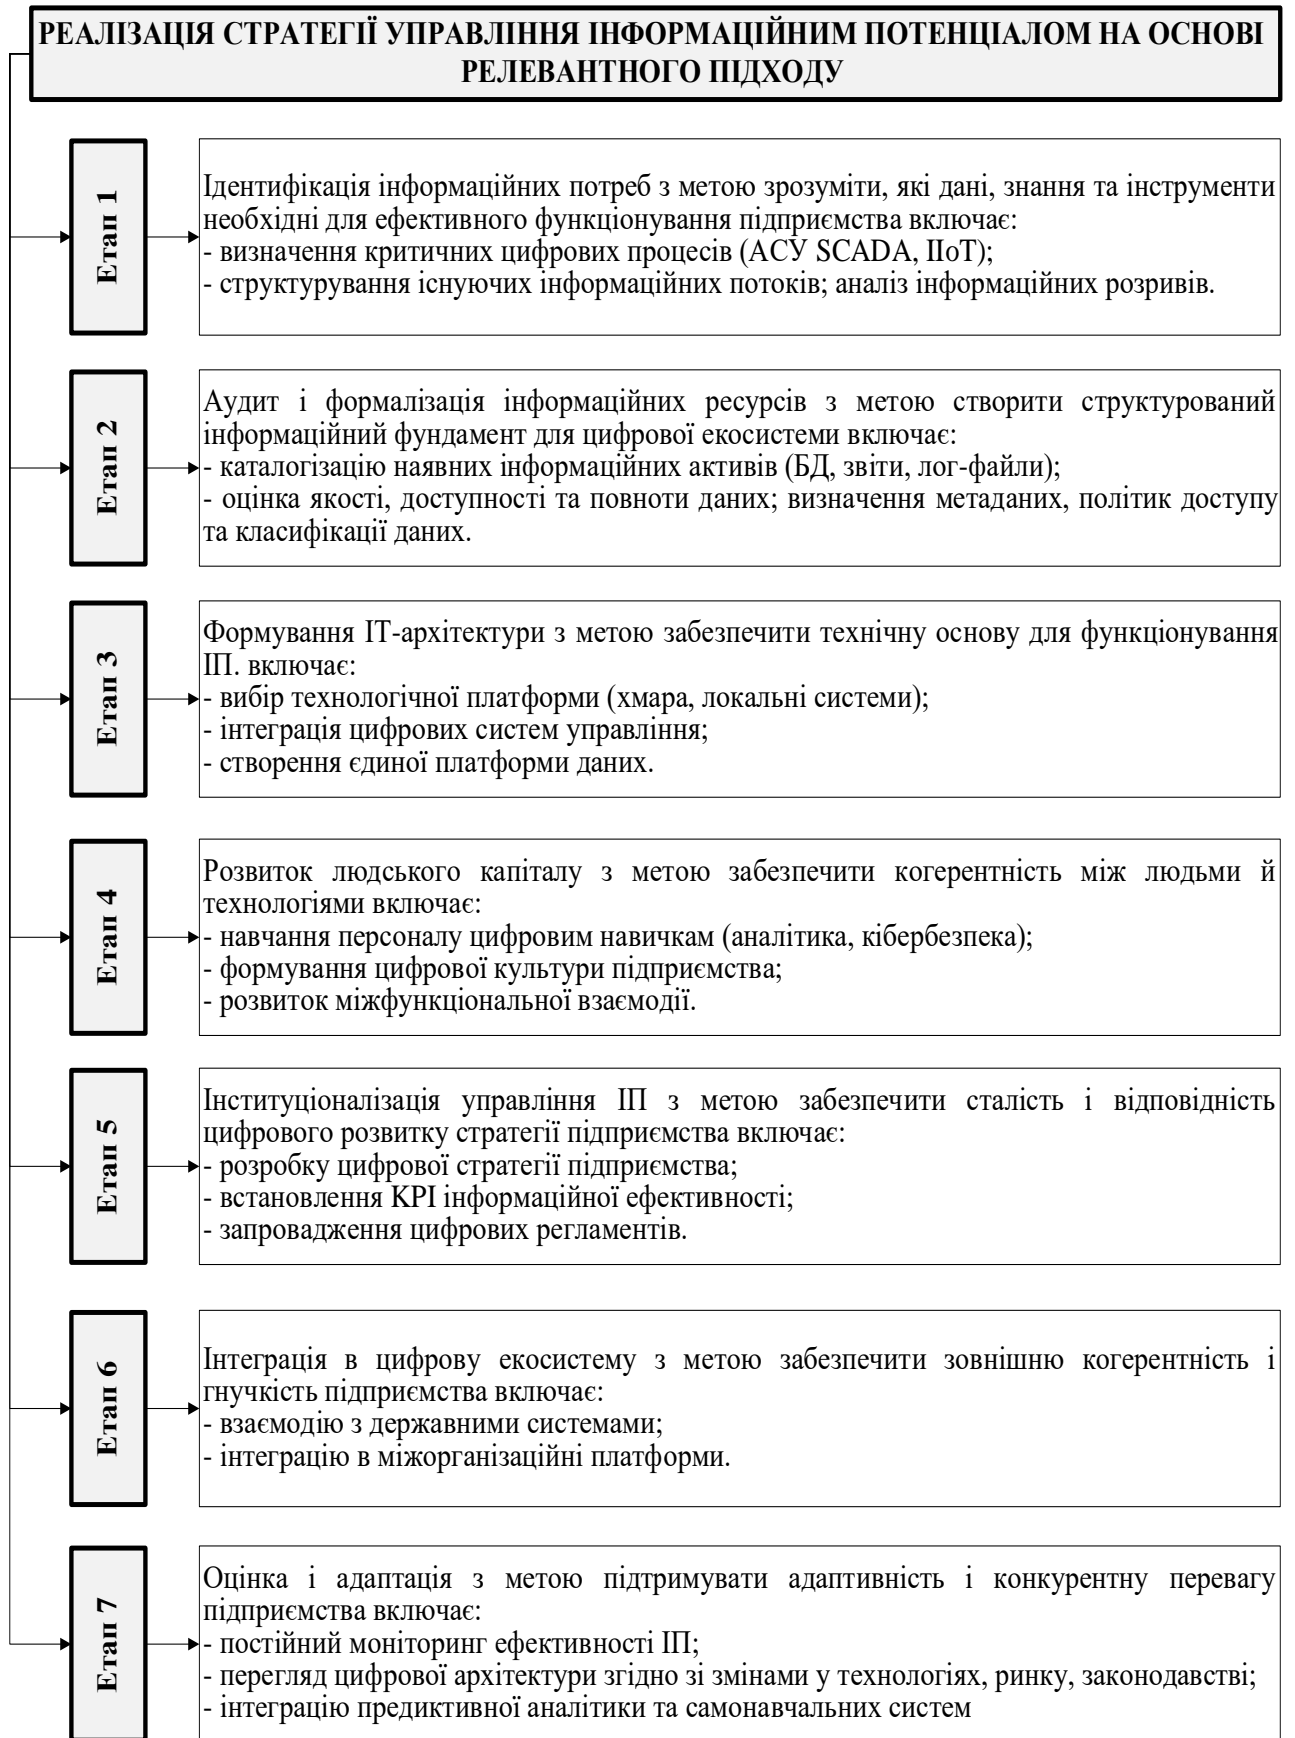 РЕАЛІЗАЦІЯ СТРАТЕГІЇ УПРАВЛІННЯ ІНФОРМАЦІЙНИМ ПОТЕНЦІАЛОМ НА ОСНОВІ
РЕЛЕВАНТНОГО ПІДХОДУ
Етап 1
Ідентифікація інформаційних потреб з метою зрозуміти, які дані, знання та інструменти
необхідні для ефективного функціонування підприємства включає:
- визначення критичних цифрових процесів (АСУ SCADA, ІІоТ);
- структурування існуючих інформаційних потоків; аналіз інформаційних розривів.
Етап 2
Аудит і формалізація інформаційних ресурсів з метою створити структурований
інформаційний фундамент для цифрової екосистеми включає:
- каталогізацію наявних інформаційних активів (БД, звіти, лог-файли);
- оцінка якості, доступності та повноти даних; визначення метаданих, політик доступу
та класифікації даних.
Етап 3
Формування ІТ-архітектури з метою забезпечити технічну основу для функціонування
ІП. включає:
- вибір технологічної платформи (хмара, локальні системи);
- інтеграція цифрових систем управління;
- створення єдиної платформи даних.
Етап 4
Розвиток людського капіталу з метою забезпечити когерентність між людьми й
технологіями включає:
- навчання персоналу цифровим навичкам (аналітика, кібербезпека);
- формування цифрової культури підприємства;
- розвиток міжфункціональної взаємодії.
Етап 5
Інституціоналізація управління ІП з метою забезпечити сталість і відповідність
цифрового розвитку стратегії підприємства включає:
- розробку цифрової стратегії підприємства;
- встановлення KPI інформаційної ефективності;
- запровадження цифрових регламентів.
Етап 6
Інтеграція в цифрову екосистему з метою забезпечити зовнішню когерентність і
гнучкість підприємства включає:
- взаємодію з державними системами;
- інтеграцію в міжорганізаційні платформи.
Етап 7
Оцінка і адаптація з метою підтримувати адаптивність і конкурентну перевагу
підприємства включає:
- постійний моніторинг ефективності ІП;
- перегляд цифрової архітектури згідно зі змінами у технологіях, ринку, законодавстві;
- інтеграцію предиктивної аналітики та самонавчальних систем